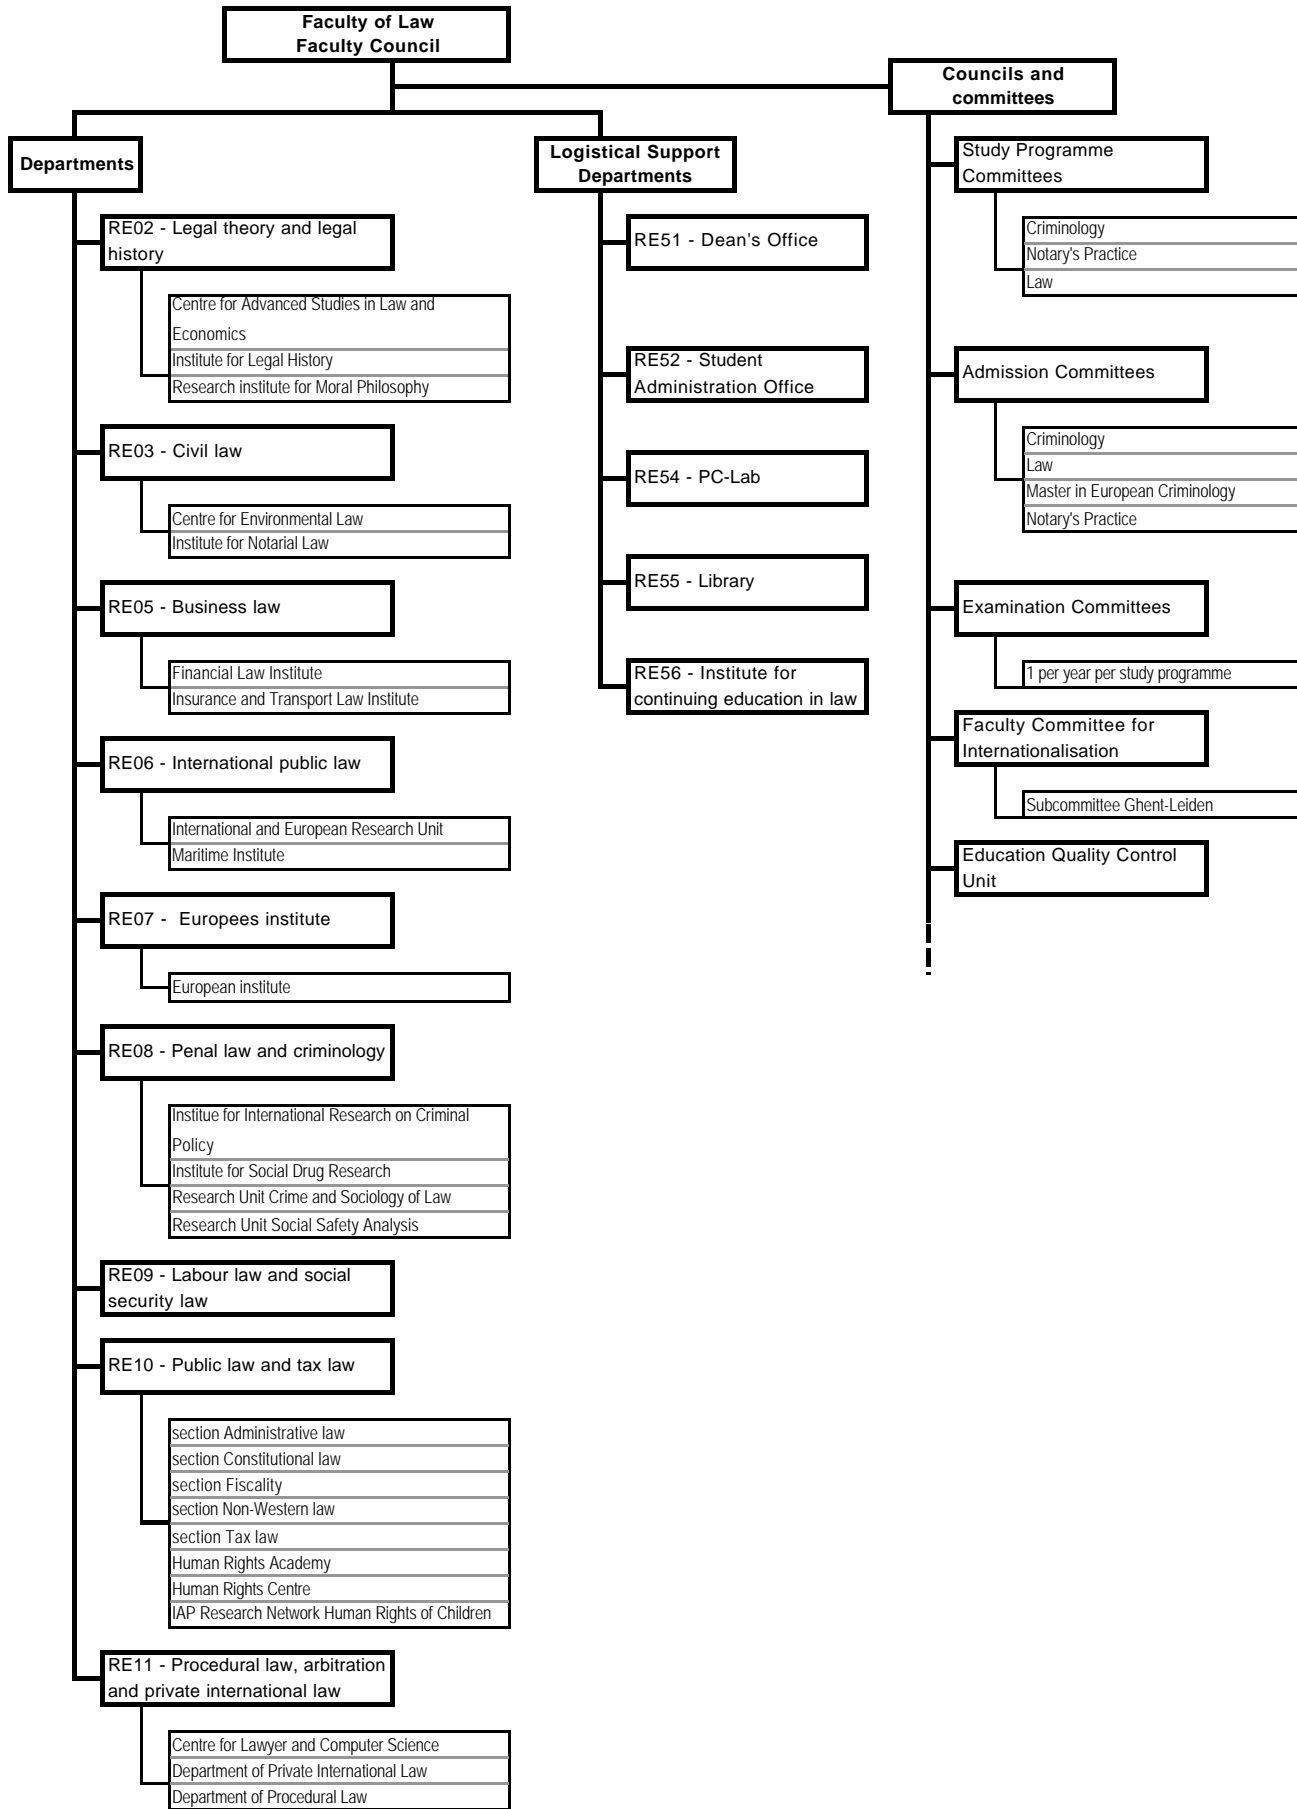 Faculty of Law
Faculty Council
Councils and
committees
Departments
Logistical Support
Departments
Study Programme
Committees
Criminology
Notary's Practice
Law
RE02 - Legal theory and legal
history
Centre for Advanced Studies in Law and
Economics
Institute for Legal History
Research institute for Moral Philosophy
RE03 - Civil law
Centre for Environmental Law
Institute for Notarial Law
RE05 - Business law
Financial Law Institute
Insurance and Transport Law Institute
RE06 - International public law
International and European Research Unit
Maritime Institute
RE07 -  Europees institute
European institute
RE08 - Penal law and criminology
Institue for International Research on Criminal
Policy
Institute for Social Drug Research
Research Unit Crime and Sociology of Law
Research Unit Social Safety Analysis
RE09 - Labour law and social
security law
RE10 - Public law and tax law
section Administrative law
section Constitutional law
section Fiscality
section Non-Western law
section Tax law
Human Rights Academy
Human Rights Centre
IAP Research Network Human Rights of Children
RE11 - Procedural law, arbitration
and private international law
Centre for Lawyer and Computer Science
Department of Private International Law
Department of Procedural Law
RE51 - Dean's Office
RE52 - Student
Administration Office
RE54 - PC-Lab
RE55 - Library
RE56 - Institute for
continuing education in law
Admission Committees
Criminology
Law
Master in European Criminology
Notary's Practice
Examination Committees
1 per year per study programme
Faculty Committee for
Internationalisation
Subcommittee Ghent-Leiden
Education Quality Control
Unit